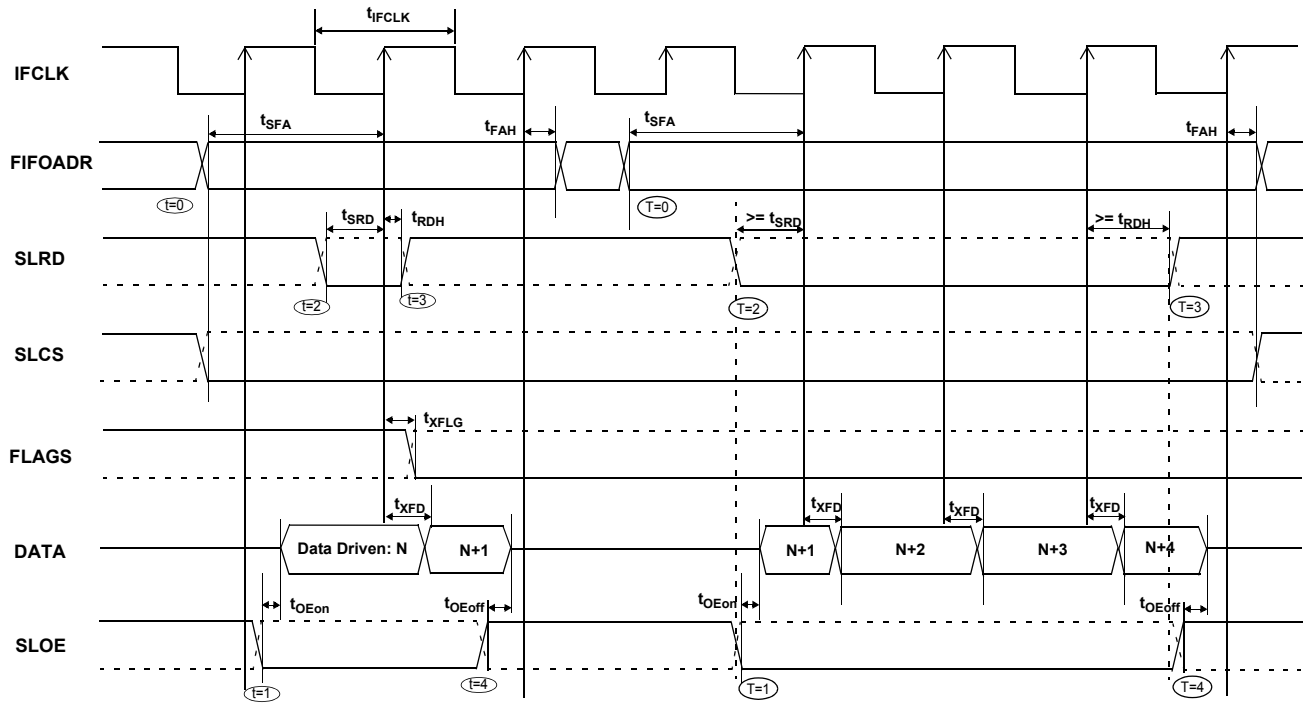 tIFCLK
IFCLK
tSFA
tFAH
tSFA
tFAH
FIFOADR
t=0
T=0
tSRD
tRDH
>= tSRD
>= tRDH
SLRD
t=2
t=3
T=2
T=3
SLCS
tXFLG
FLAGS
tXFD
tXFD
tXFD
tXFD
DATA
Data Driven: N
N+1
N+1
N+2
N+3
N+4
tOEon
tOEoff
tOEon
tOEoff
SLOE
t=1
t=4
T=1
T=4